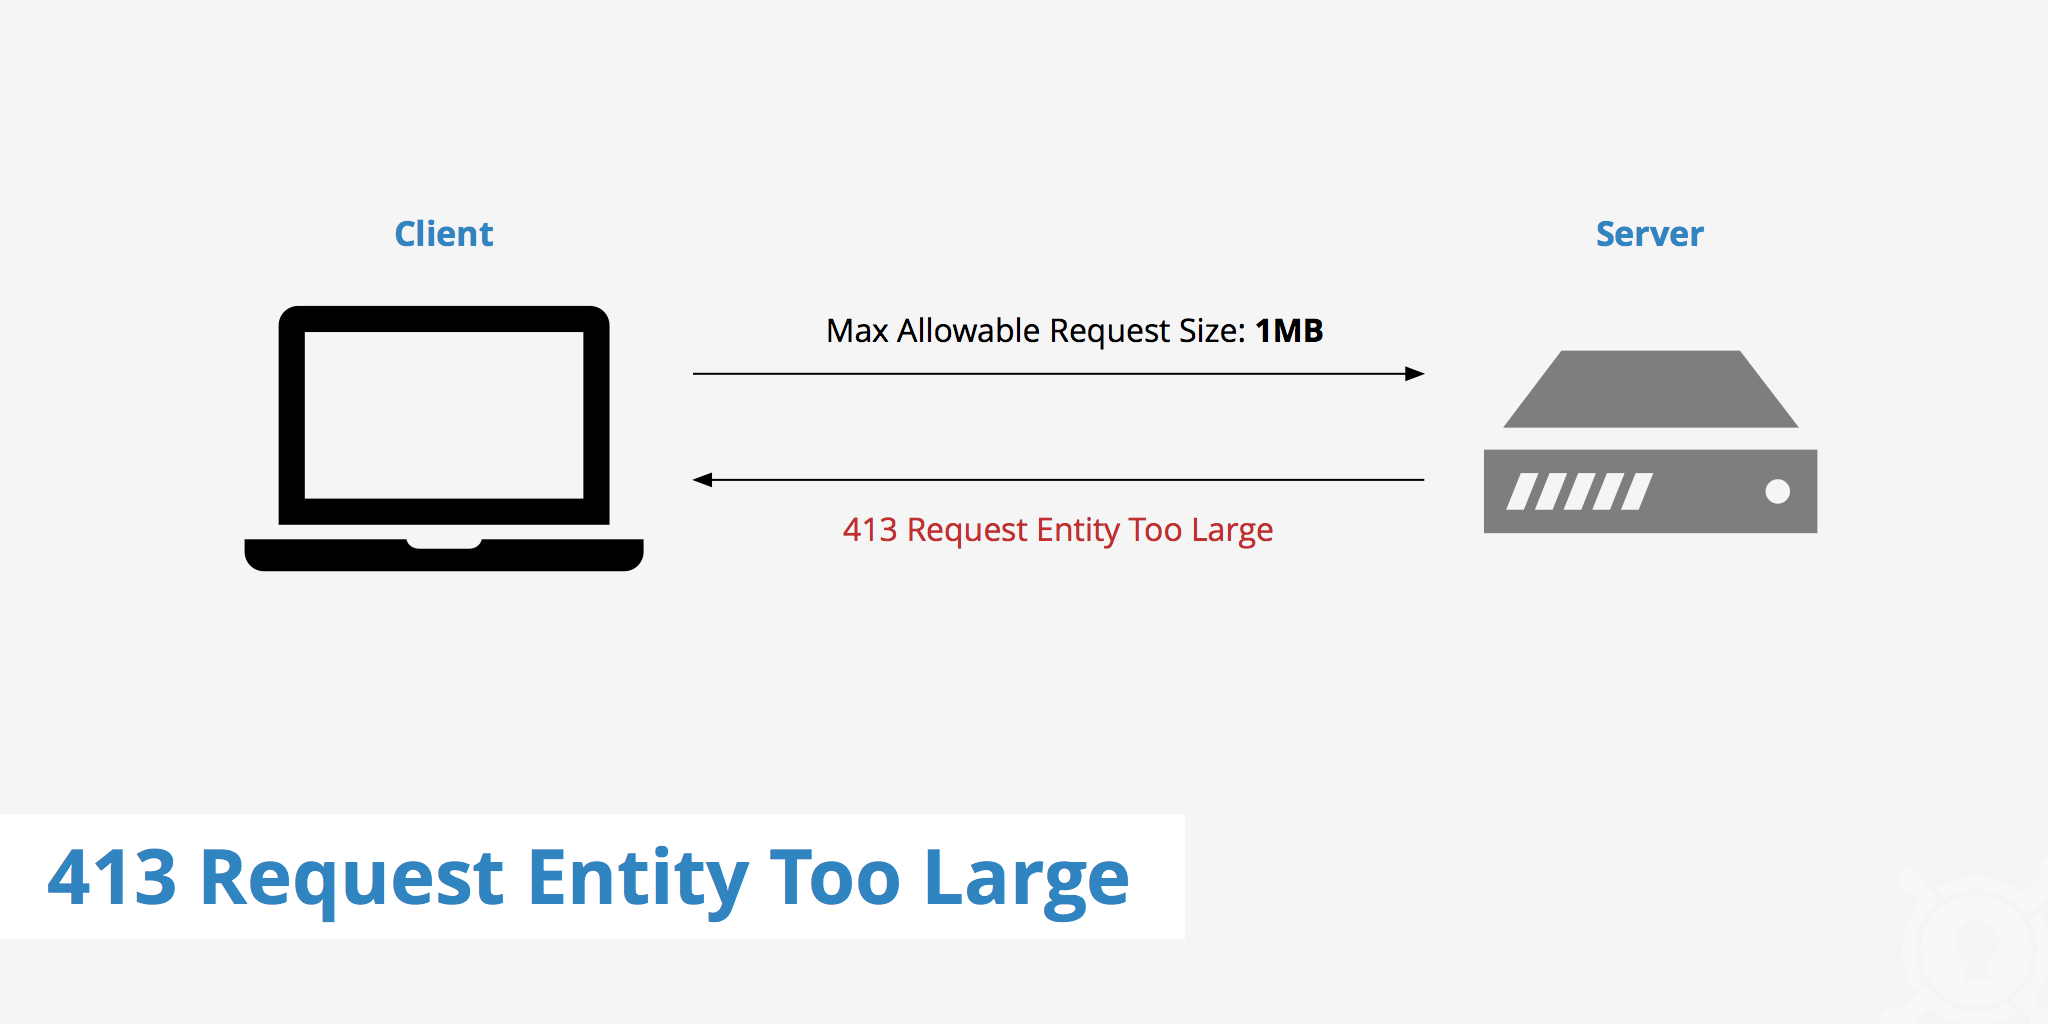 Client
Server
Max Allowable Request Size: 1MB
413 Request Entity Too Large
413 Request Entity Too Large